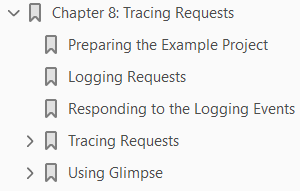 Chapter 8: Tracing Requests
Preparing the Example Project
Logging Requests
Responding to the Logging Events
Tracing Requests
Using Glimpse